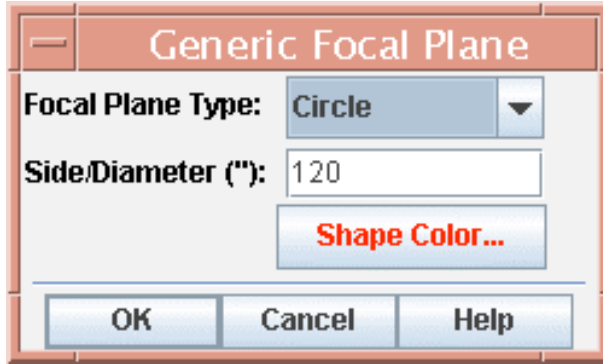 Generic Focal Plane
Focal Plane Type: Circle
Side/Diameter ("): 120
Shape Color...
OK Cancel Help